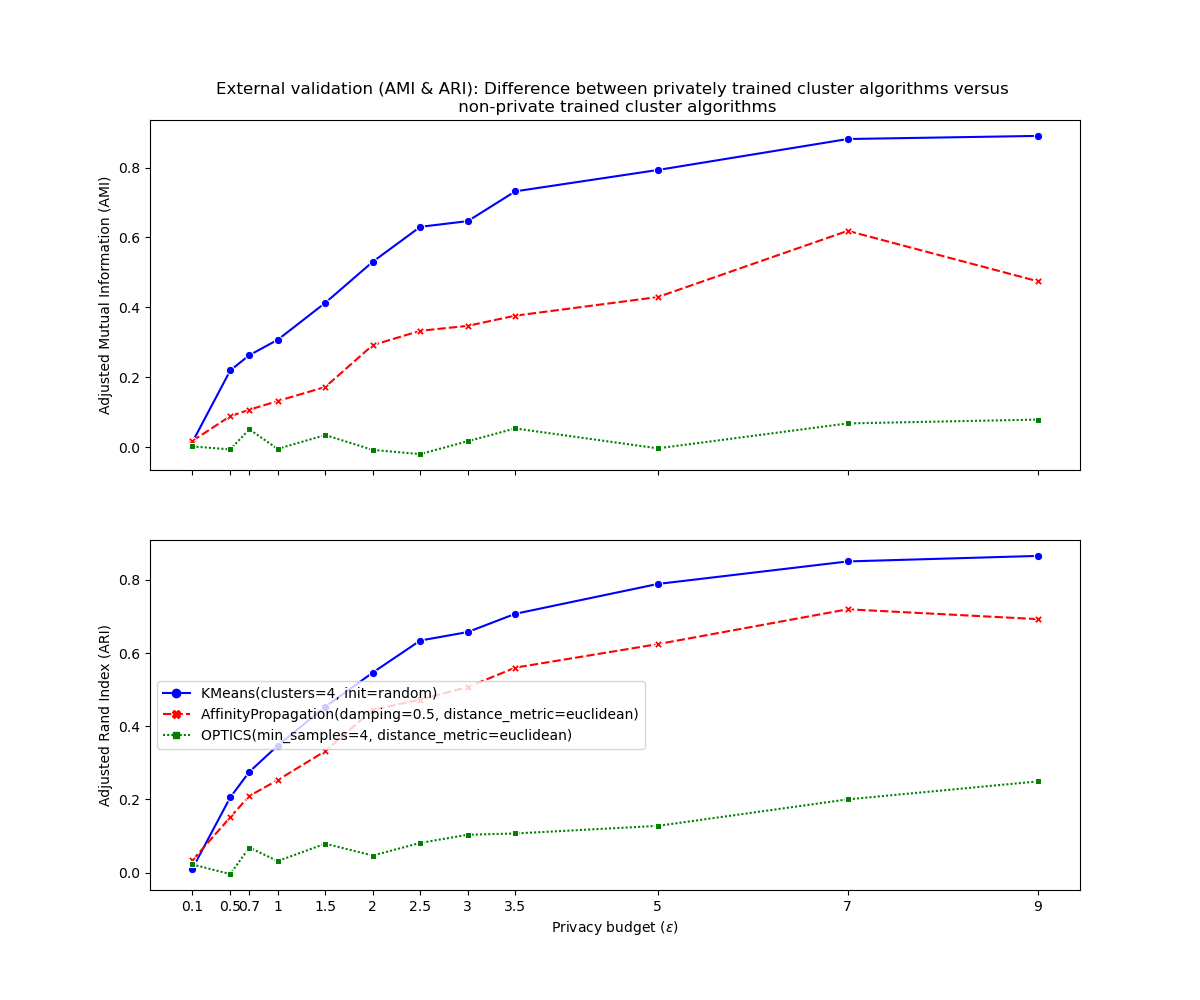 External validation (AMI & ARI): Difference between privately trained cluster algorithms versus
non-private trained cluster algorithms
Adjusted Mutual Information (AMI)
0.8
0.6
0.4
0.2
0.0
Adjusted Rand Index (ARI)
0.8
0.6
0.4
0.2
0.0
KMeans(clusters=4, init=random)
AffinityPropagation(damping=0.5, distance_metric=euclidean)
OPTICS(min_samples=4, distance_metric=euclidean)
0.1 0.5 0.7 1 1.5 2 2.5 3 3.5 5 7 9
Privacy budget (ε)